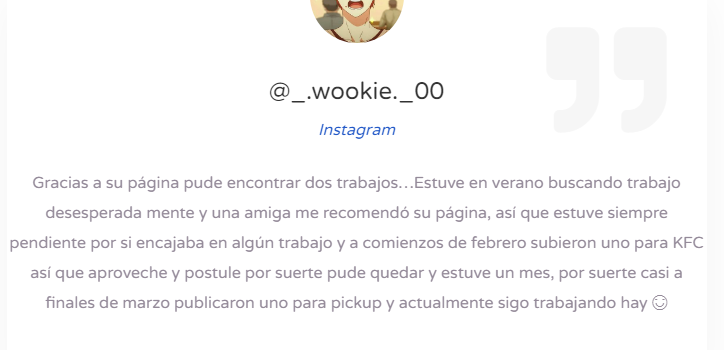 @_.wookie._00
Instagram
Gracias a su página pude encontrar dos trabajos...Estuve en verano buscando trabajo
desesperada mente y una amiga me recomendó su página, así que estuve siempre
pendiente por si encajaba en algún trabajo y a comienzos de febrero subieron uno para KFC
así que aproveche y postule por suerte pude quedar y estuve un mes, por suerte casi a
finales de marzo publicaron uno para pickup y actualmente sigo trabajando hay 😊